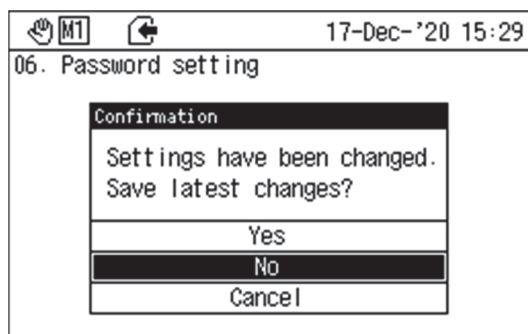 M1 17-Dec-'20 15:29
06. Password setting
Confirmation
Settings have been changed.
Save latest changes?
Yes
No
Cancel